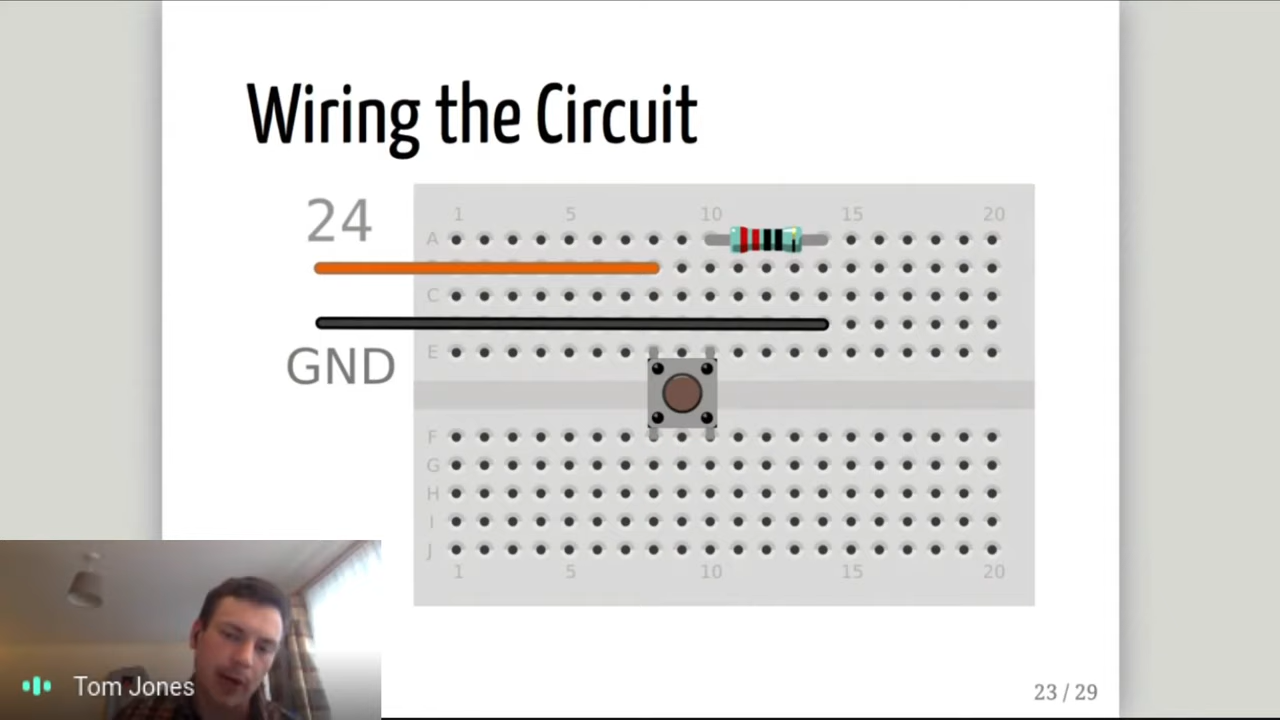 Wiring the Circuit
24
1 5 10 15 20
A
C
GND
E
F
G
H
I
J
1 5 10 15 20
Tom Jones
23 / 29